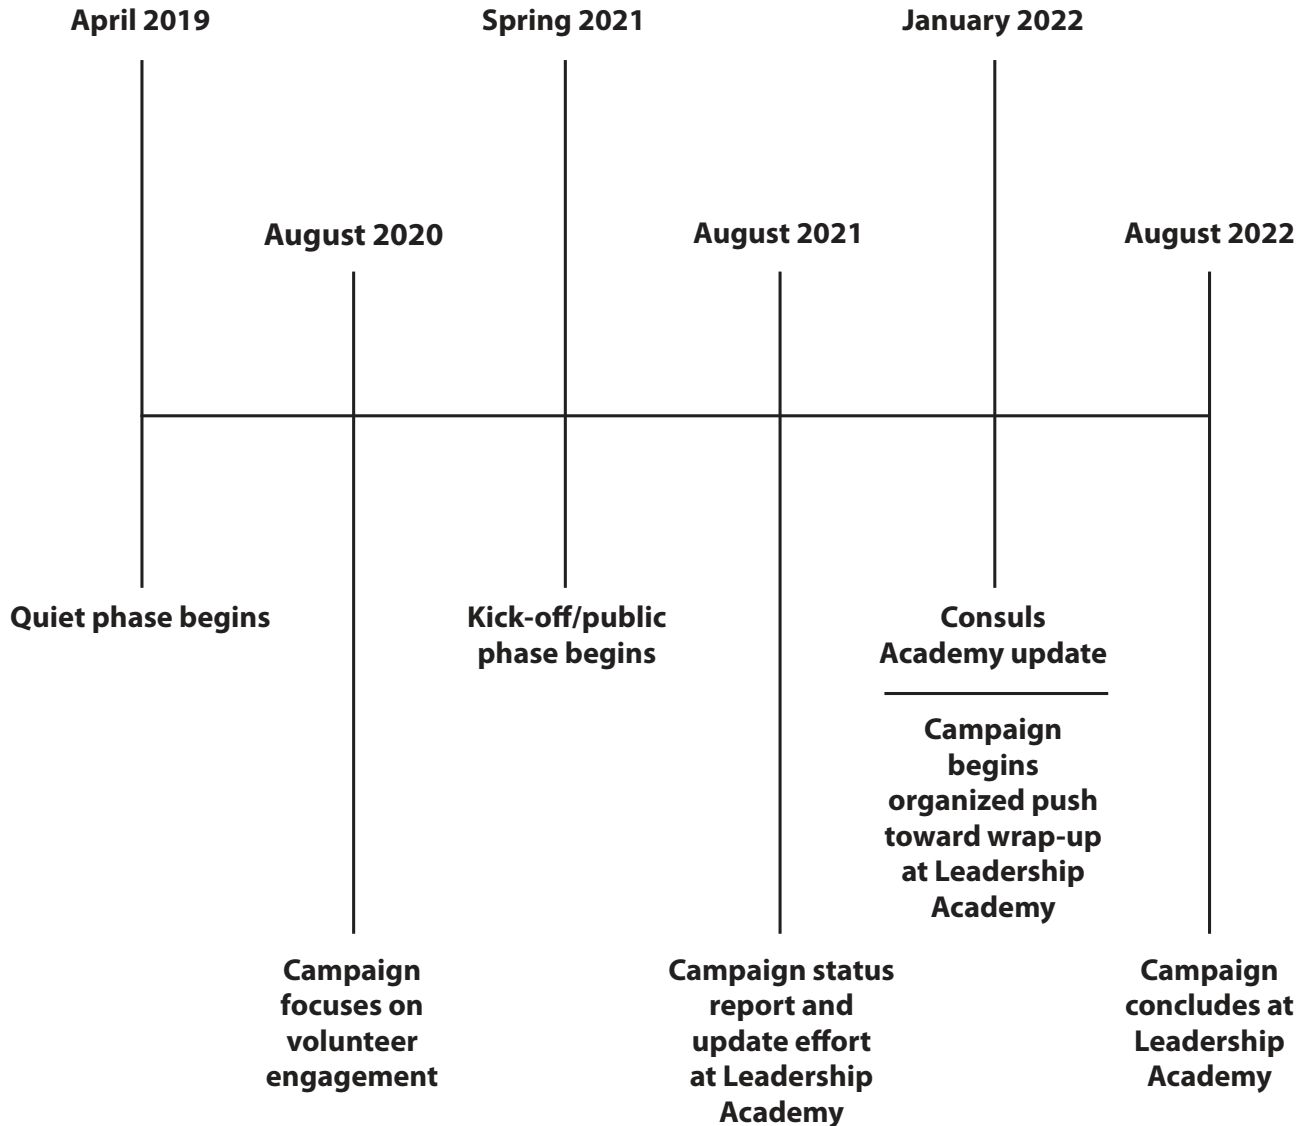 April 2019
Spring 2021
January 2022
August 2020
August 2021
August 2022
Quiet phase begins
Kick-off/public
phase begins
Consuls
Academy update
Campaign
begins
organized push
toward wrap-up
at Leadership
Academy
Campaign
focuses on
volunteer
engagement
Campaign status
report and
update effort
at Leadership
Academy
Campaign
concludes at
Leadership
Academy